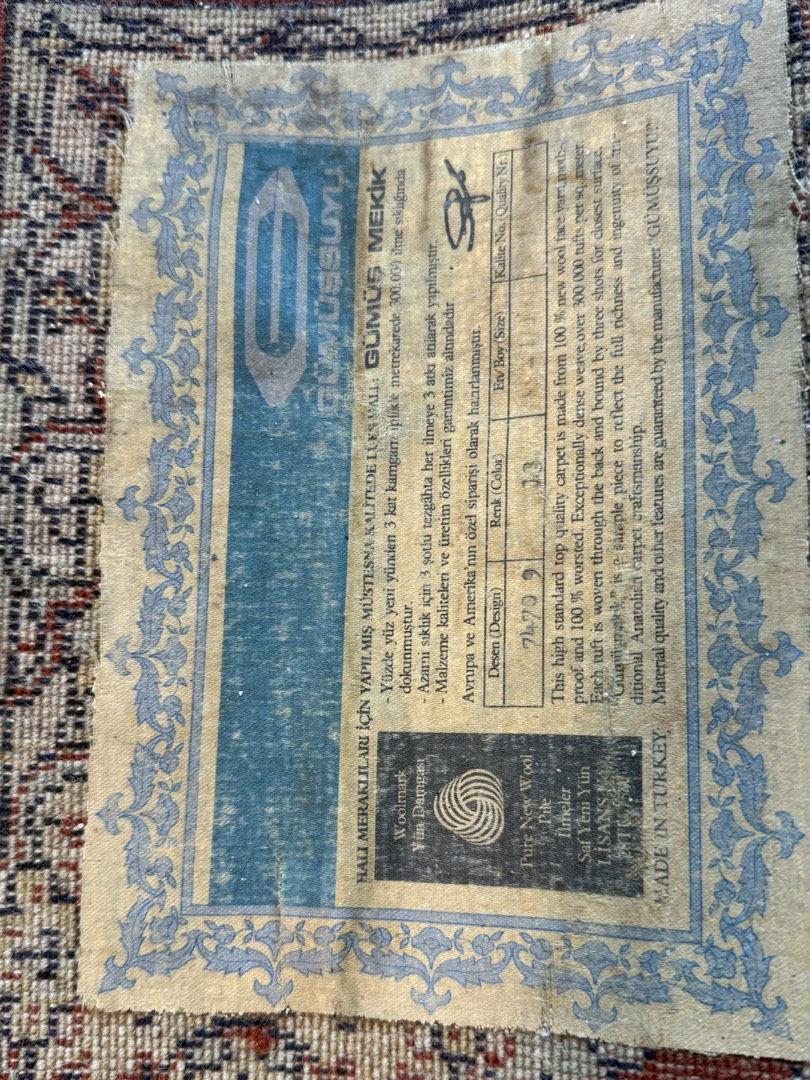 GÜMÜŞSUYU
HALI MERAKLILARI İÇİN YAPILMIŞ MÜSTESNA KALİTEDE LÜKS HALI: GÜMÜŞ MEKİK
- Yüzde yüz yeni yünden 3 kat kamgarn iplikle metrekarede 300.000 ilme sıklığında
dokunmuştur.
- Azami sıklık için 3 şotlu tezgâhta her ilmeye 3 atkı atılarak yapılmıştır.
- Malzeme kaliteleri ve üretim özellikleri garantimiz altındadır.
Avrupa ve Amerika'nın özel siparişi olarak hazırlanmıştır.
Desen (Design) Renk (Color) En/Boy (Size) Kalite No. Quality Nr.
7470 9 13
This high standard top quality carpet is made from 100 % new wool face yarn, moth-
proof and 100 % worsted. Exceptionally dense weave, over 300 000 tufts per sq. meter.
Each tuft is woven through the back and bound by three shots for closest surface.
is a sample piece to reflect the full richness and ingenuity of tra-
ditional Anatolian carpet craftsmanship.
Material quality and other features are guaranteed by the manufacturer "GÜMÜŞSUYU"
Woolmark
Yün Damgası
Pure New Wool
Pile
İlmeler
Saf Yeni Yün
LİSANS
MADE IN TURKEY